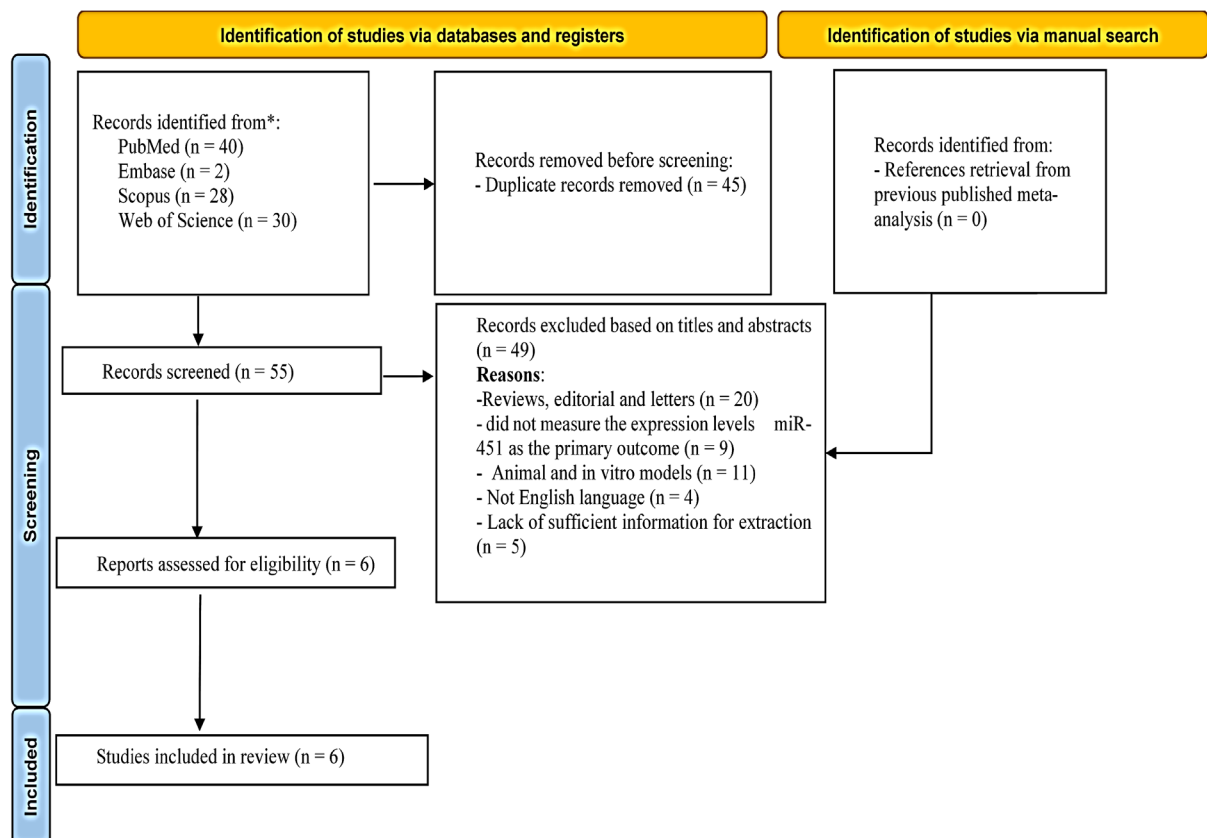 Identification of studies via databases and registers
Identification of studies via manual search
Identification
Records identified from*:
PubMed (n = 40)
Embase (n = 2)
Scopus (n = 28)
Web of Science (n = 30)
Records removed before screening:
- Duplicate records removed (n = 45)
Records identified from:
- References retrieval from
previous published meta-
analysis (n = 0)
Screening
Records screened (n = 55)
Records excluded based on titles and abstracts
(n = 49)
Reasons:
-Reviews, editorial and letters (n = 20)
- did not measure the expression levels miR-
451 as the primary outcome (n = 9)
- Animal and in vitro models (n = 11)
- Not English language (n = 4)
- Lack of sufficient information for extraction
(n = 5)
Reports assessed for eligibility (n = 6)
Included
Studies included in review (n = 6)